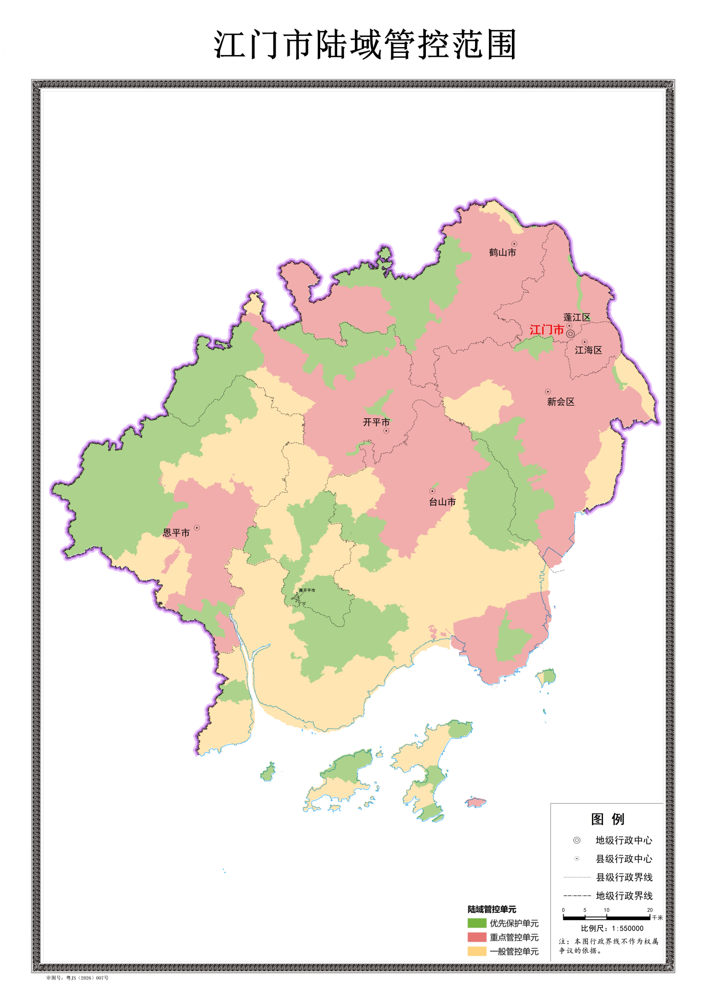 江门市陆域管控范围
鹤山市
蓬江区
江门市
江海区
新会区
开平市
台山市
恩平市
属开平市
图 例
地级行政中心
县级行政中心
县级行政界线
地级行政界线
0 5 10 20
千米
比例尺：1:550000
注：本图行政界线不作为权属
争议的依据。
陆域管控单元
优先保护单元
重点管控单元
一般管控单元
审图号：粤JS（2026）007号